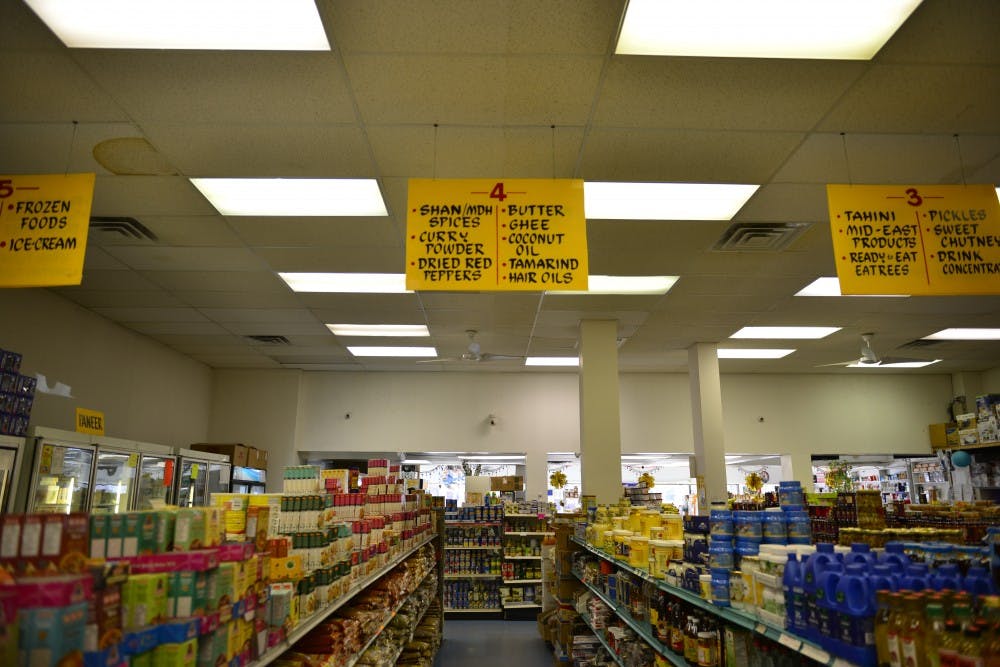 5
• FROZEN
FOODS
• ICE-CREAM
4
• SHAN/MDH
SPICES
• CURRY
POWDER
• DRIED RED
PEPPERS
• BUTTER
• GHEE
• COCONUT
OIL
• TAMARIND
• HAIR OILS
3
• TAHINI
• MID-EAST
PRODUCTS
• READY to EAT
EATREES
• PICKLES
• SWEET
CHUTNEY
• DRINK
CONCENTRA
PANEER